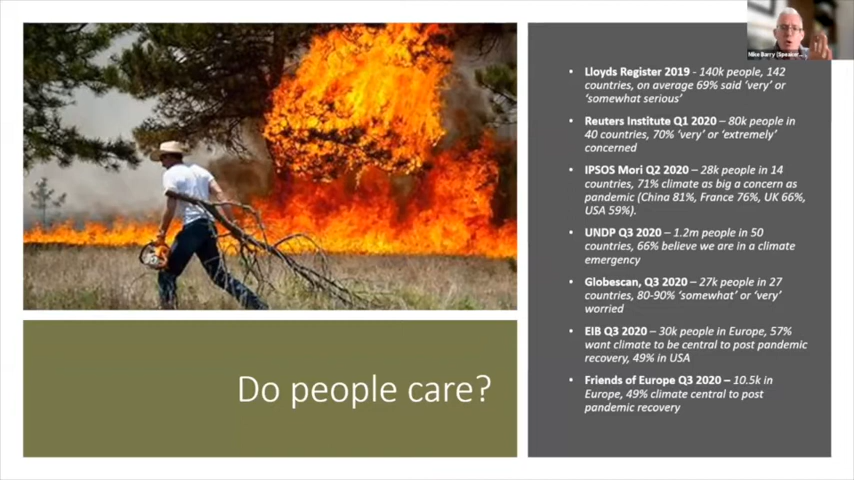 Mike Barry (Speaker...
• Lloyds Register 2019 - 140k people, 142
countries, on average 69% said 'very' or
'somewhat serious'
• Reuters Institute Q1 2020 – 80k people in
40 countries, 70% 'very' or 'extremely'
concerned
• IPSOS Mori Q2 2020 – 28k people in 14
countries, 71% climate as big a concern as
pandemic (China 81%, France 76%, UK 66%,
USA 59%).
• UNDP Q3 2020 – 1.2m people in 50
countries, 66% believe we are in a climate
emergency
• Globescan, Q3 2020 – 27k people in 27
countries, 80-90% 'somewhat' or 'very'
worried
• EIB Q3 2020 – 30k people in Europe, 57%
want climate to be central to post pandemic
recovery, 49% in USA
• Friends of Europe Q3 2020 – 10.5k in
Europe, 49% climate central to post
pandemic recovery
Do people care?